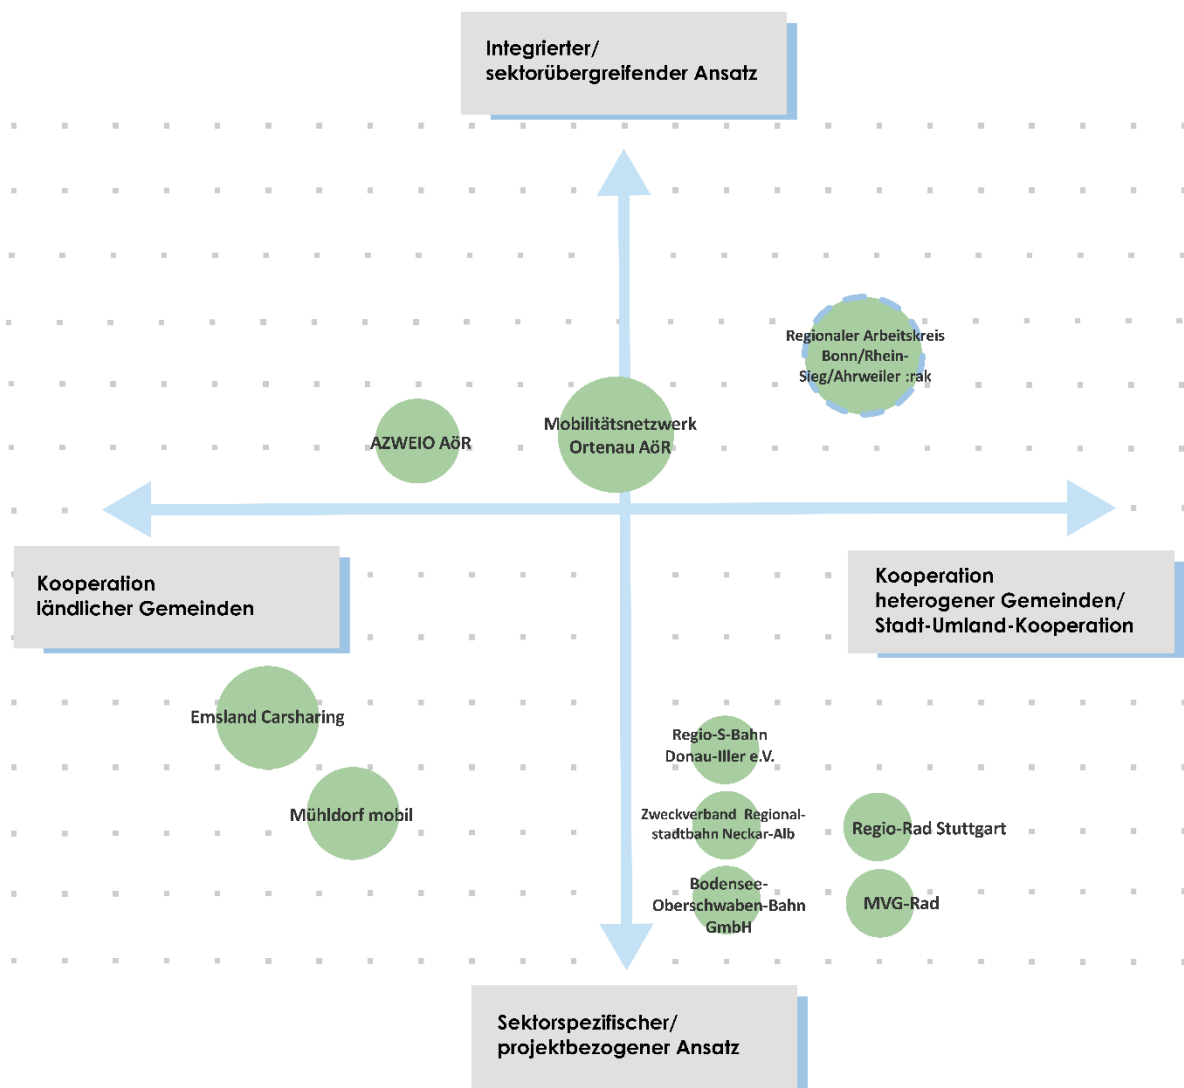 Integrierter/
sektorübergreifender Ansatz
Regionaler Arbeitskreis
Bonn/Rhein-
Sieg/Ahrweiler :rak
Mobilitätsnetzwerk
Ortenau AöR
AZWEIO AöR
Kooperation
ländlicher Gemeinden
Kooperation
heterogener Gemeinden/
Stadt-Umland-Kooperation
Emsland Carsharing
Mühldorf mobil
Regio-S-Bahn
Donau-Iller e.V.
Zweckverband Regional-
stadtbahn Neckar-Alb
Regio-Rad Stuttgart
Bodensee-
Oberschwaben-Bahn
GmbH
MVG-Rad
Sektorspezifischer/
projektbezogener Ansatz